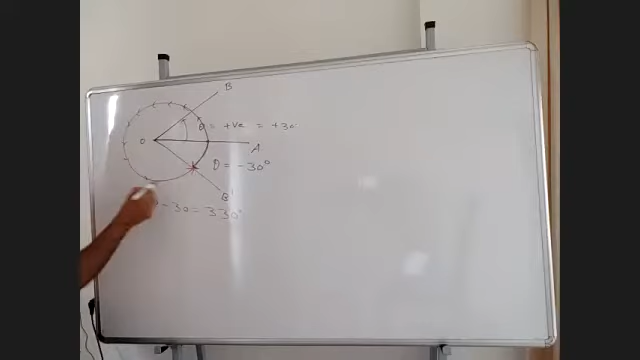 B
O
θ = +ve = +30
A
θ = -30°
B'
- 30 = 330°